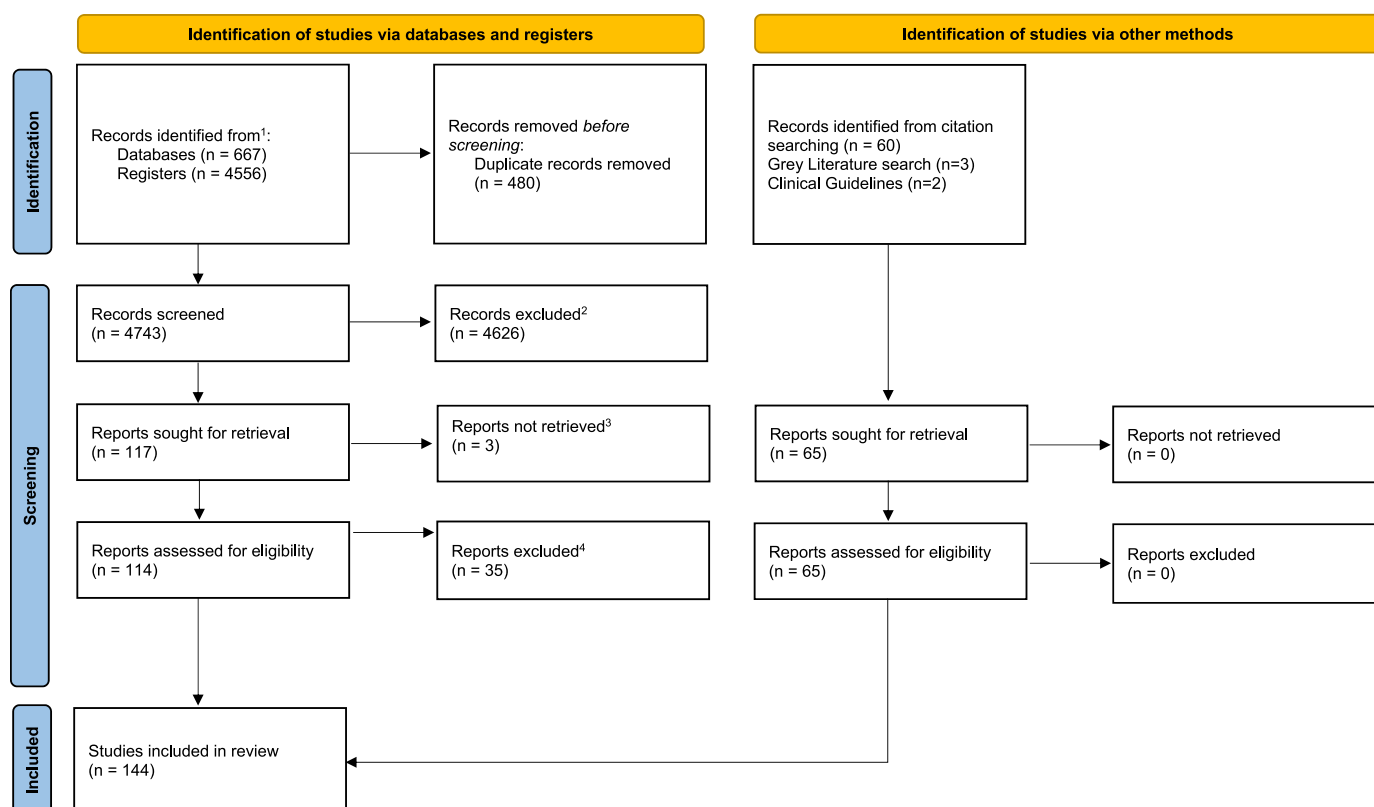 Identification of studies via databases and registers
Identification of studies via other methods
Identification
Records identified from1:
Databases (n = 667)
Registers (n = 4556)
Records removed before
screening:
Duplicate records removed
(n = 480)
Records identified from citation
searching (n = 60)
Grey Literature search (n=3)
Clinical Guidelines (n=2)
Screening
Records screened
(n = 4743)
Records excluded2
(n = 4626)
Reports sought for retrieval
(n = 117)
Reports not retrieved3
(n = 3)
Reports sought for retrieval
(n = 65)
Reports not retrieved
(n = 0)
Reports assessed for eligibility
(n = 114)
Reports excluded4
(n = 35)
Reports assessed for eligibility
(n = 65)
Reports excluded
(n = 0)
Included
Studies included in review
(n = 144)